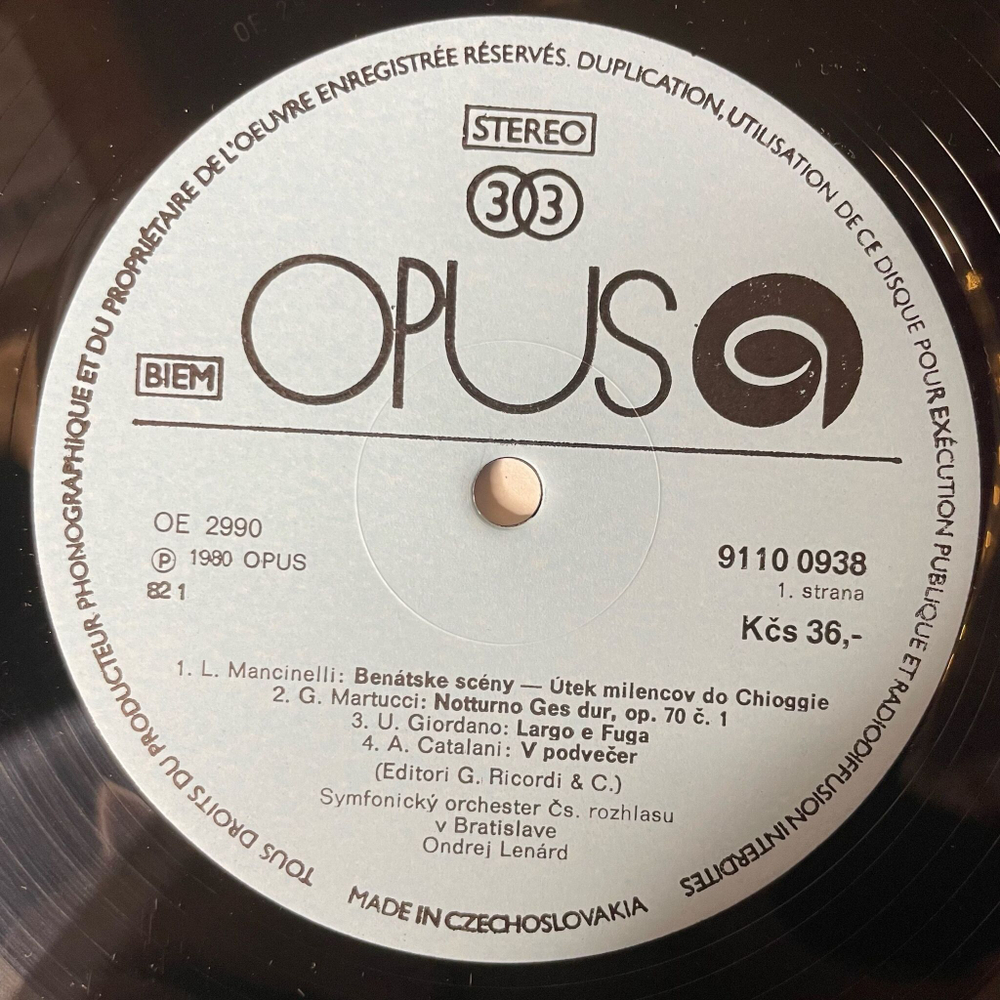 TOUS DROITS DU PRODUCTEUR PHONOGRAPHIQUE ET DU PROPRIÉTAIRE DE L'OEUVRE ENREGISTRÉE RÉSERVÉS. DUPLICATION, UTILISATION DE CE DISQUE POUR EXÉCUTION PUBLIQUE ET RADIODIFFUSION INTERDITES
STEREO
33
OPUS
BIEM
OE 2990
Ⓟ 1980 OPUS
82 1
9110 0938
1. strana
Kčs 36,-
1. L. Mancinelli: Benátske scény — Útek milencov do Chioggie
2. G. Martucci: Notturno Ges dur, op. 70 č. 1
3. U. Giordano: Largo e Fuga
4. A. Catalani: V podvečer
(Editori G. Ricordi & C.)
Symfonický orchester Čs. rozhlasu
v Bratislave
Ondrej Lenárd
MADE IN CZECHOSLOVAKIA